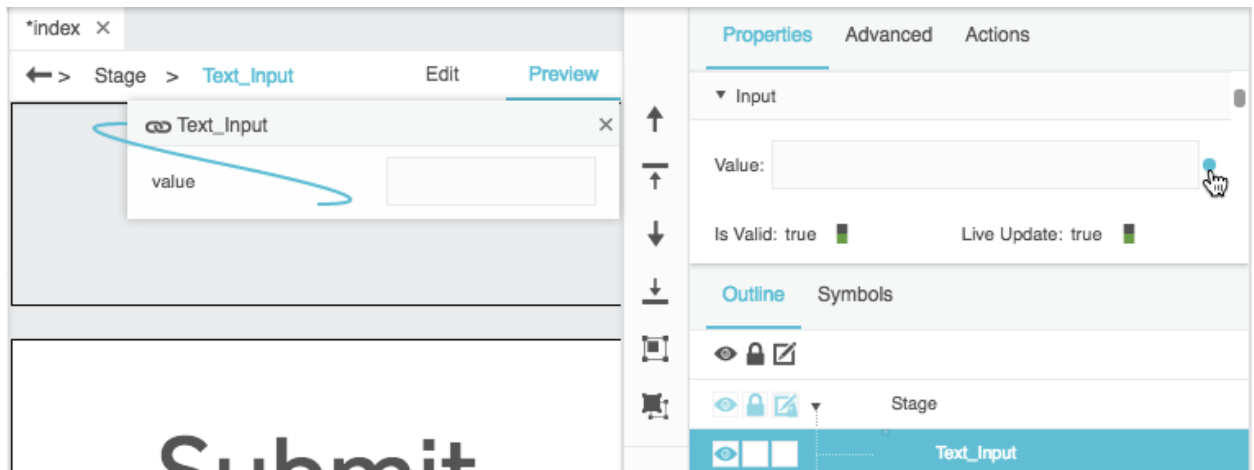 *index ×
Stage > Text_Input
Edit Preview
Text_Input
value
Submit
Properties Advanced Actions
Input
Value:
Is Valid: true
Live Update: true
Outline Symbols
Stage
Text_Input